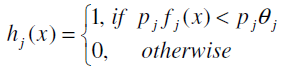 h_j(x) = {1, if p_j f_j(x) < p_j θ_j
0, otherwise